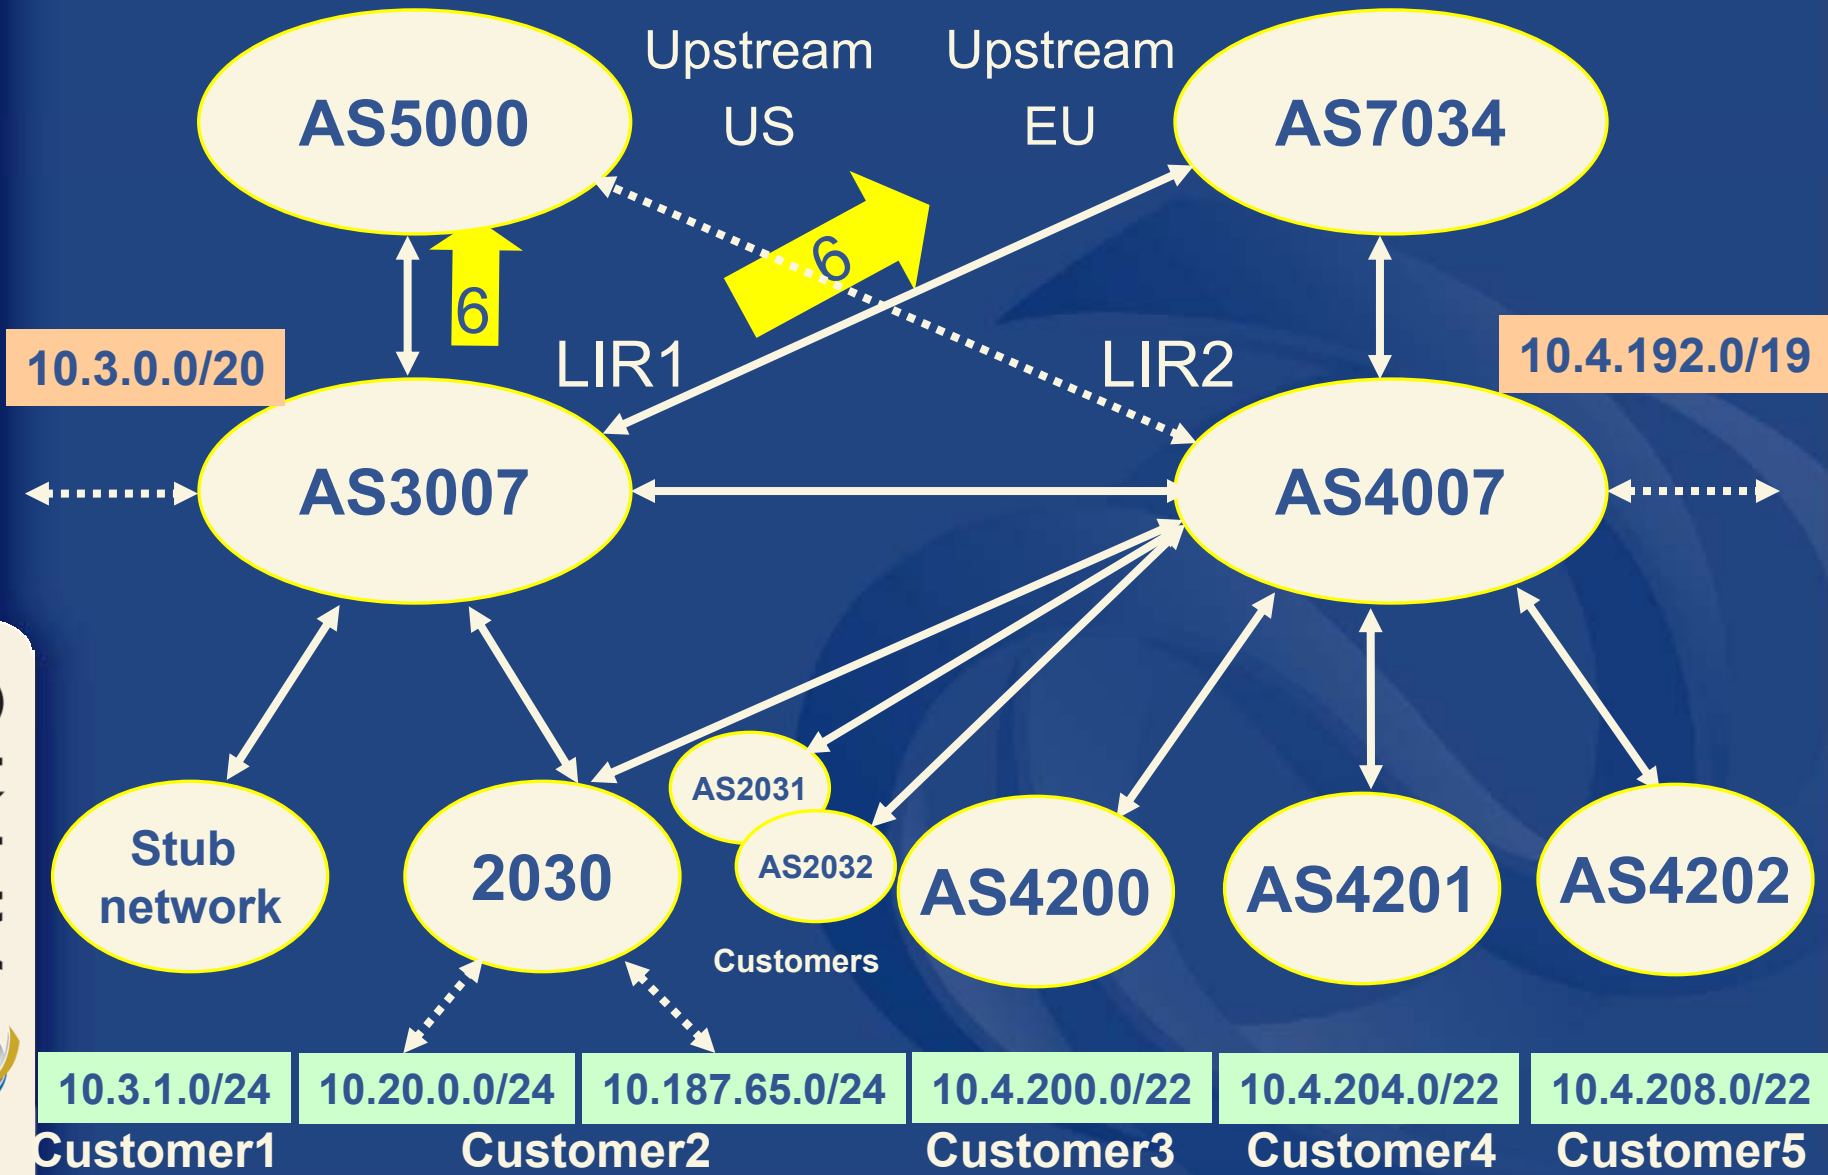 Upstream
US
Upstream
EU
AS5000
AS7034
6
6
10.3.0.0/20
LIR1
LIR2
10.4.192.0/19
AS3007
AS4007
Stub
network
2030
AS2031
AS2032
AS4200
AS4201
AS4202
Customers
10.3.1.0/24
10.20.0.0/24
10.187.65.0/24
10.4.200.0/22
10.4.204.0/22
10.4.208.0/22
Customer1
Customer2
Customer3
Customer4
Customer5